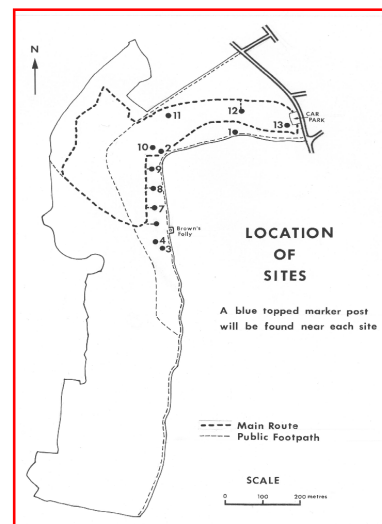 N
11
12
CAR
PARK
13
1
10
2
9
8
7
Brown's
Folly
4
3
LOCATION
OF
SITES
A blue topped marker post
will be found near each site
Main Route
Public Footpath
SCALE
0 100 200 metres